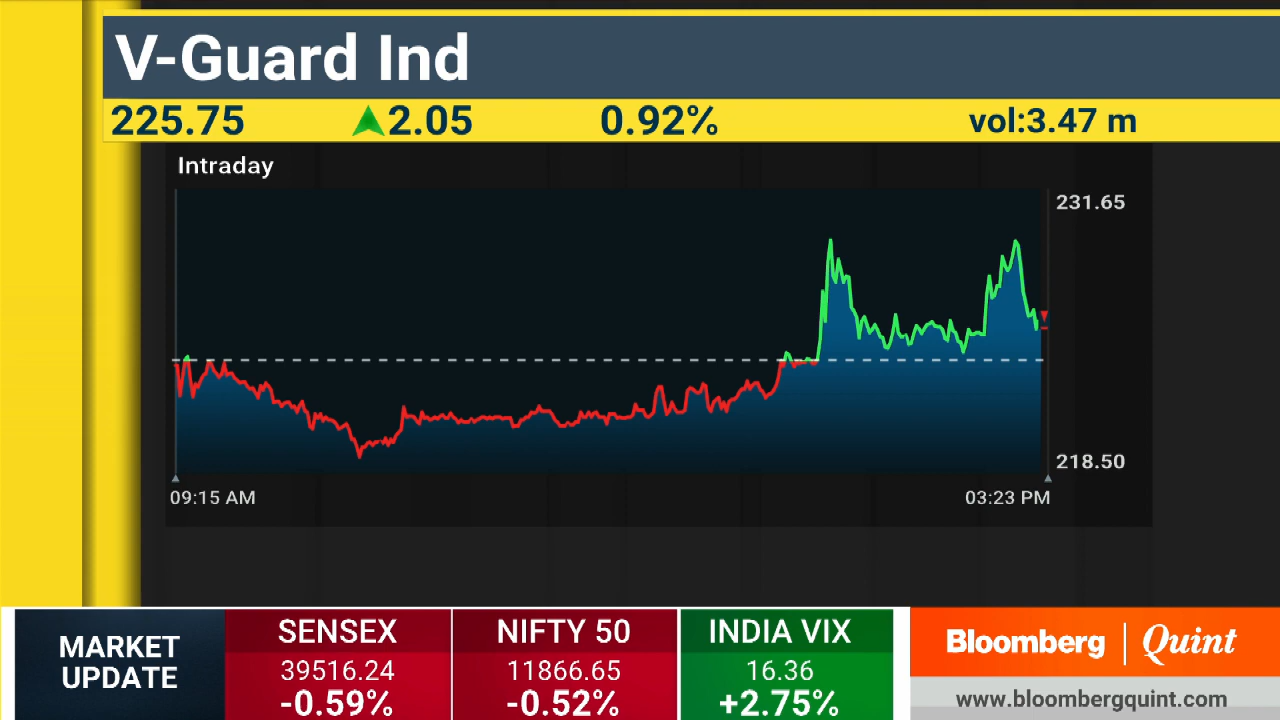 V-Guard Ind
225.75 2.05 0.92% vol:3.47 m
Intraday
231.65
218.50
09:15 AM 03:23 PM
MARKET
UPDATE
SENSEX
39516.24
-0.59%
NIFTY 50
11866.65
-0.52%
INDIA VIX
16.36
+2.75%
Bloomberg | Quint
www.bloombergquint.com